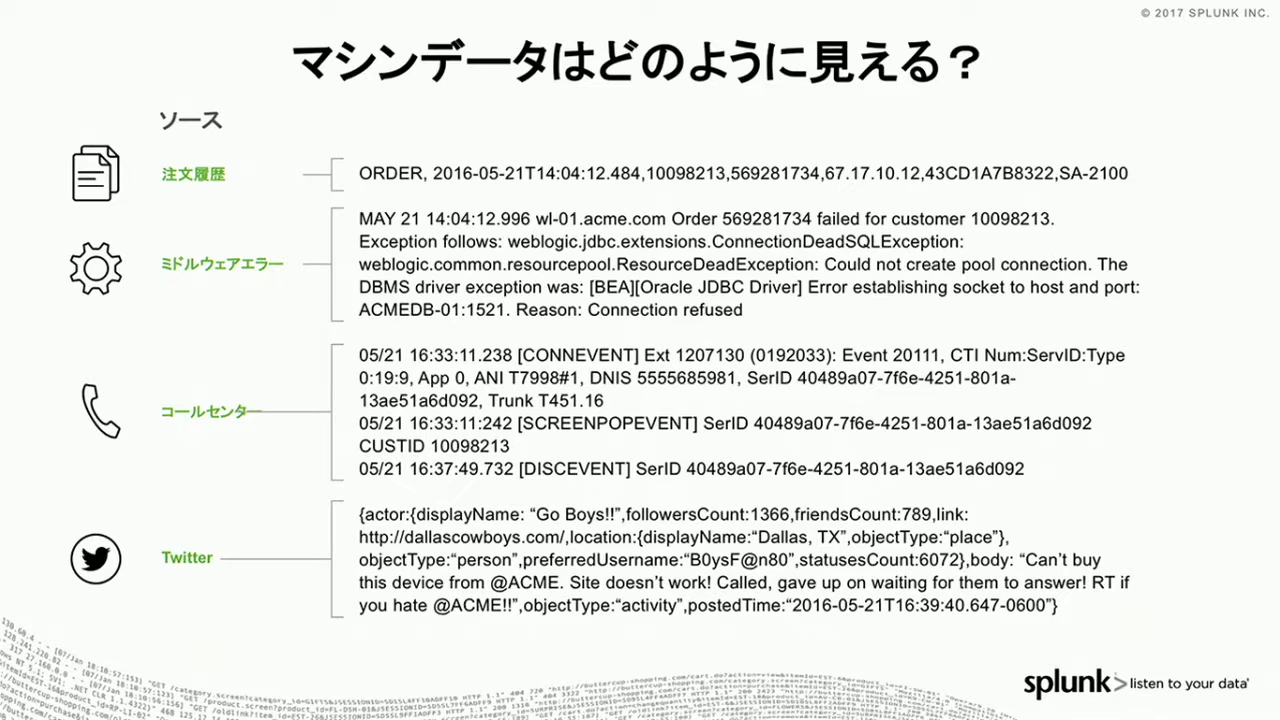 © 2017 SPLUNK INC.
マシンデータはどのように見える？
ソース
注文履歴
ORDER, 2016-05-21T14:04:12.484,10098213,569281734,67.17.10.12,43CD1A7B8322,SA-2100
ミドルウェアエラー
MAY 21 14:04:12.996 wl-01.acme.com Order 569281734 failed for customer 10098213.
Exception follows: weblogic.jdbc.extensions.ConnectionDeadSQLException:
weblogic.common.resourcepool.ResourceDeadException: Could not create pool connection. The
DBMS driver exception was: [BEA][Oracle JDBC Driver] Error establishing socket to host and port:
ACMEDB-01:1521. Reason: Connection refused
コールセンター
05/21 16:33:11.238 [CONNEVENT] Ext 1207130 (0192033): Event 20111, CTI Num:ServID:Type
0:19:9, App 0, ANI T7998#1, DNIS 5555685981, SerID 40489a07-7f6e-4251-801a-
13ae51a6d092, Trunk T451.16
05/21 16:33:11:242 [SCREENPOPEVENT] SerID 40489a07-7f6e-4251-801a-13ae51a6d092
CUSTID 10098213
05/21 16:37:49.732 [DISCEVENT] SerID 40489a07-7f6e-4251-801a-13ae51a6d092
Twitter
{actor:{displayName: “Go Boys!!”,followersCount:1366,friendsCount:789,link:
http://dallascowboys.com/,location:{displayName:“Dallas, TX”,objectType:“place”},
objectType:“person”,preferredUsername:“B0ysF@n80”,statusesCount:6072},body: “Can’t buy
this device from @ACME. Site doesn’t work! Called, gave up on waiting for them to answer! RT if
you hate @ACME!!”,objectType:“activity”,postedTime:“2016-05-21T16:39:40.647-0600”}
splunk> listen to your data